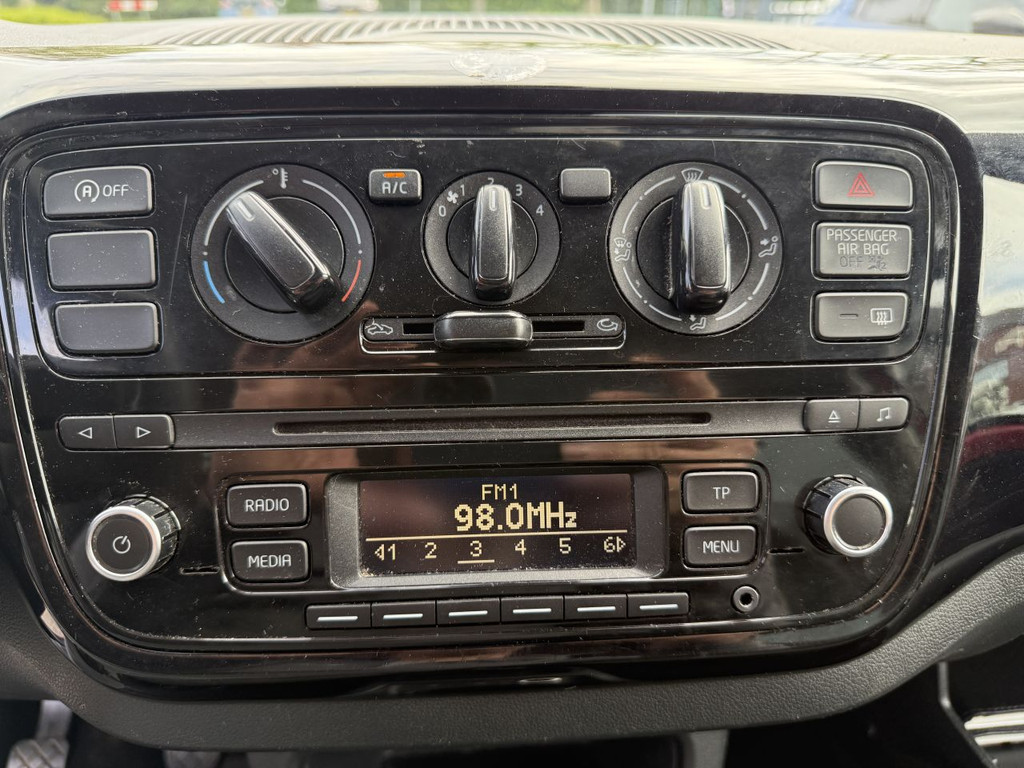 A OFF
A/C
0 1 2 3 4
PASSENGER
AIR BAG
OFF
RADIO
MEDIA
FM1
98.0MHz
1 2 3 4 5 6
TP
MENU